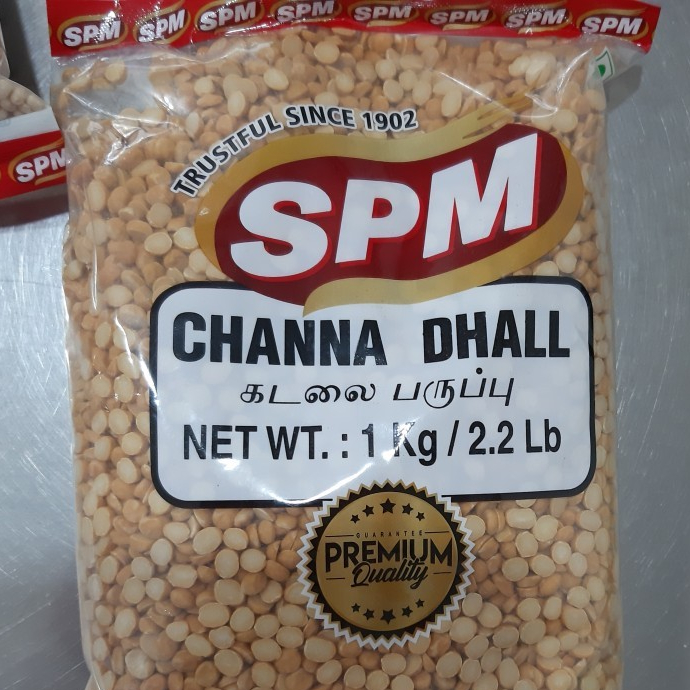 SPM SPM SPM SPM SPM SPM SPM SPM
TRUSTFUL SINCE 1902
SPM
SPM
CHANNA DHALL
கடலை பருப்பு
NET WT. : 1 Kg / 2.2 Lb
GUARANTEE
PREMIUM
Quality